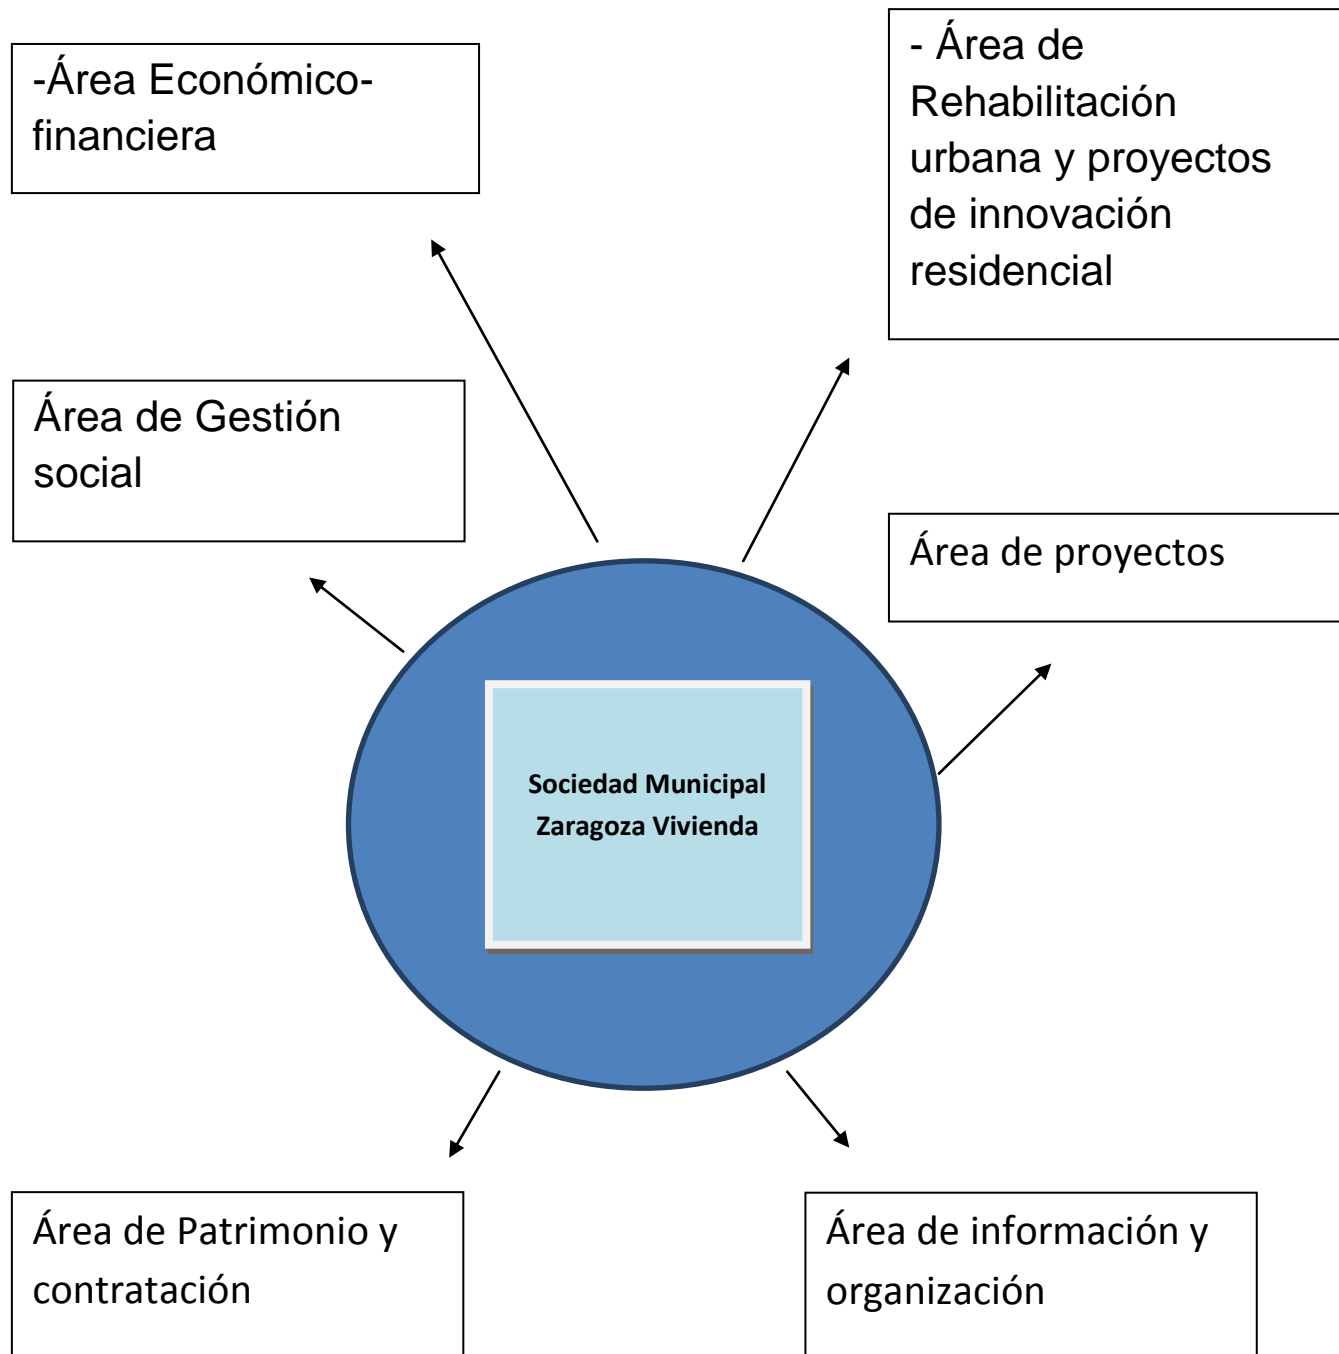 -Área Económico-
financiera
- Área de
Rehabilitación
urbana y proyectos
de innovación
residencial
Área de Gestión
social
Área de proyectos
Sociedad Municipal
Zaragoza Vivienda
Área de Patrimonio y
contratación
Área de información y
organización